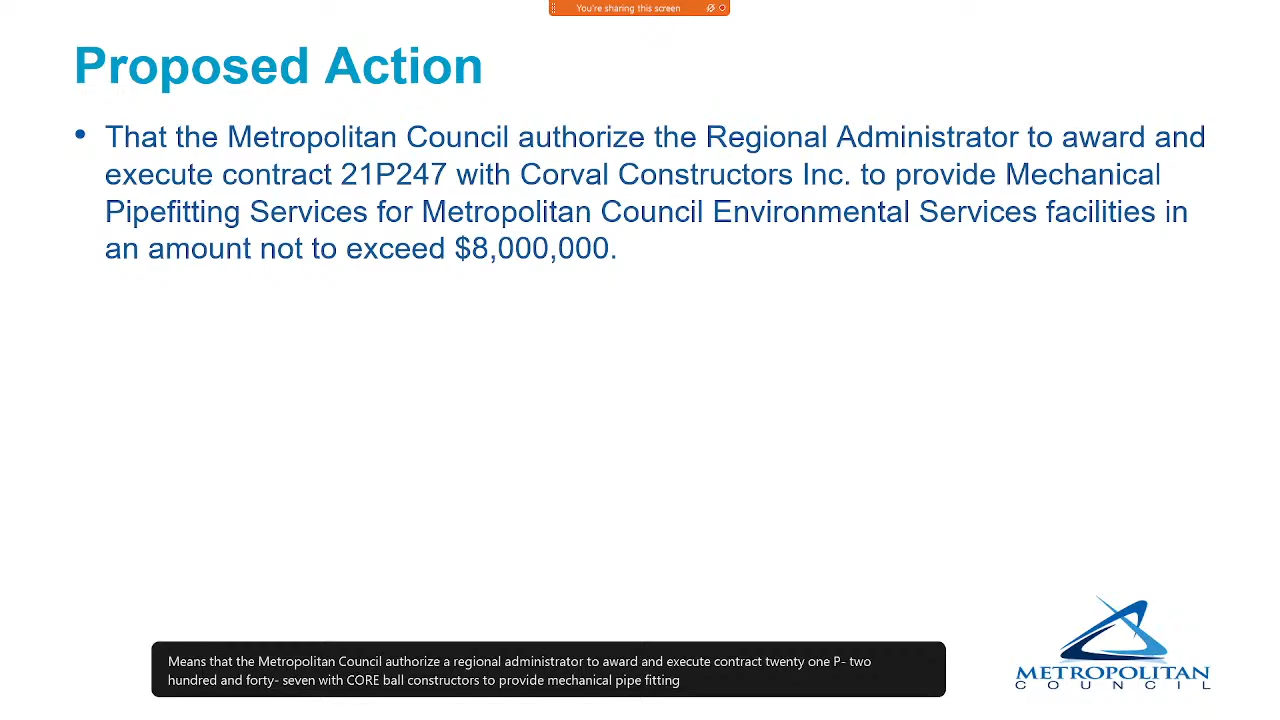 You're sharing this screen
Proposed Action
• That the Metropolitan Council authorize the Regional Administrator to award and
execute contract 21P247 with Corval Constructors Inc. to provide Mechanical
Pipefitting Services for Metropolitan Council Environmental Services facilities in
an amount not to exceed $8,000,000.
Means that the Metropolitan Council authorize a regional administrator to award and execute contract twenty one P- two
hundred and forty- seven with CORE ball constructors to provide mechanical pipe fitting
METROPOLITAN
COUNCIL